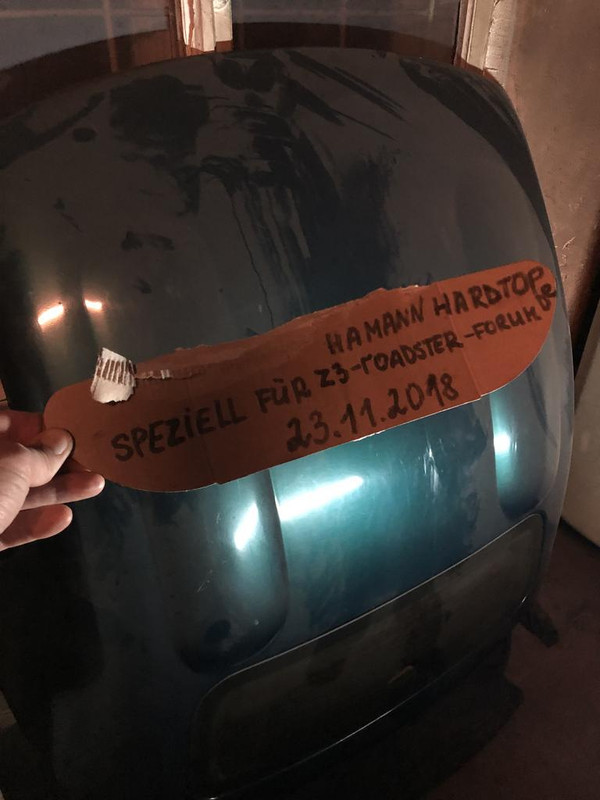 HAMANN HARDTOP
SPEZiELL FÜR Z3-roADSTER-FORUM.de
23.11.2018